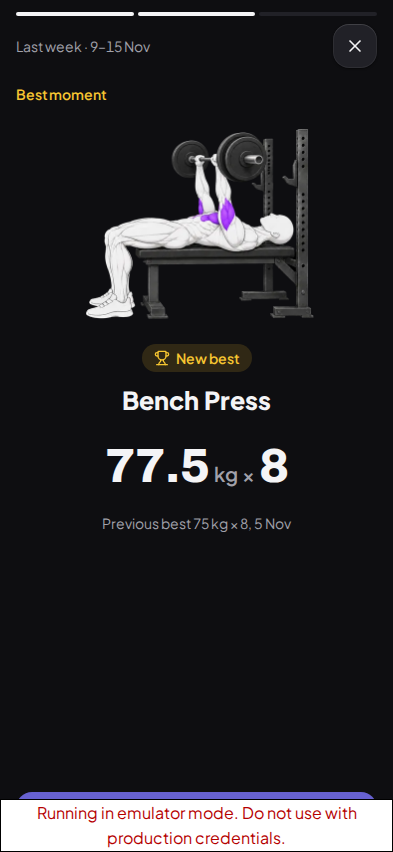 Last week · 9–15 Nov
Best moment
New best
Bench Press
77.5 kg × 8
Previous best 75 kg × 8, 5 Nov
Running in emulator mode. Do not use with
production credentials.